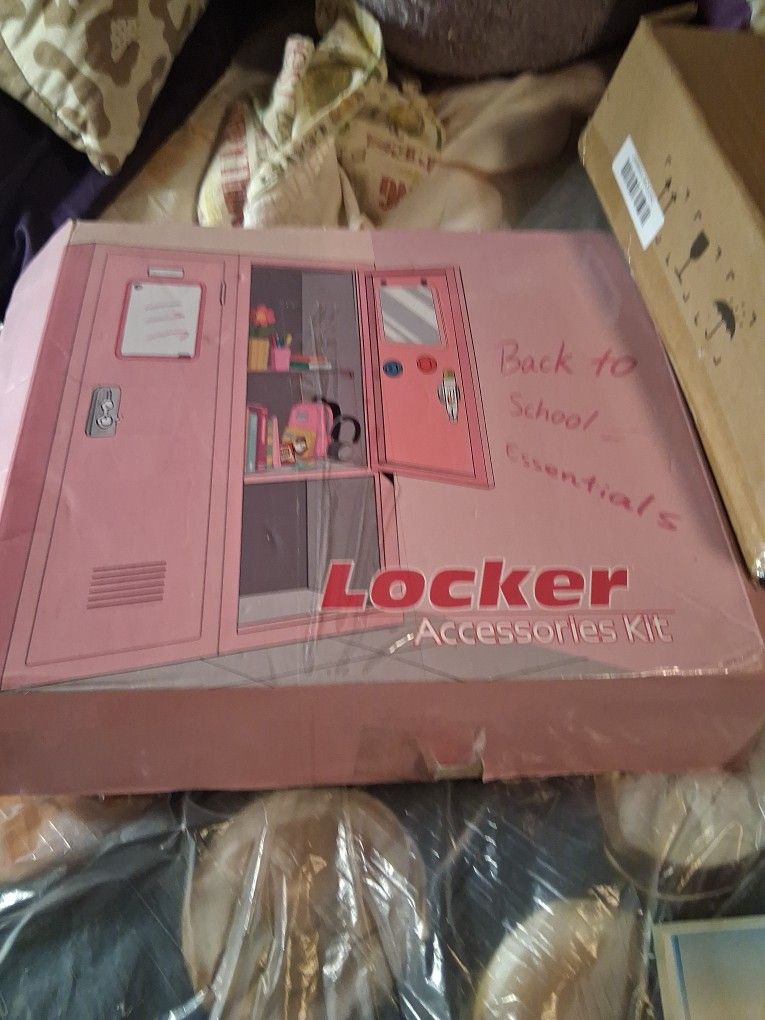 Back to
School
Essentials
Locker
Accessories Kit